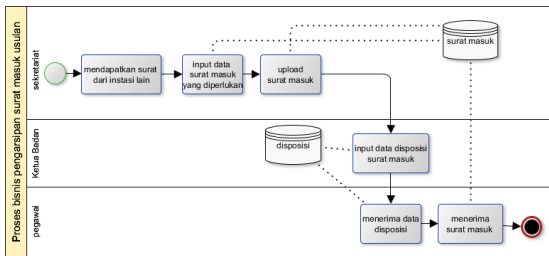 Proses bisnis pengarsipan surat masuk usulan
sekretariat
mendapatkan surat
dari instasi lain
input data
surat masuk
yang diperlukan
upload
surat masuk
surat masuk
Ketua Badan
disposisi
input data disposisi
surat masuk
pegawai
menerima data
disposisi
menerima
surat masuk